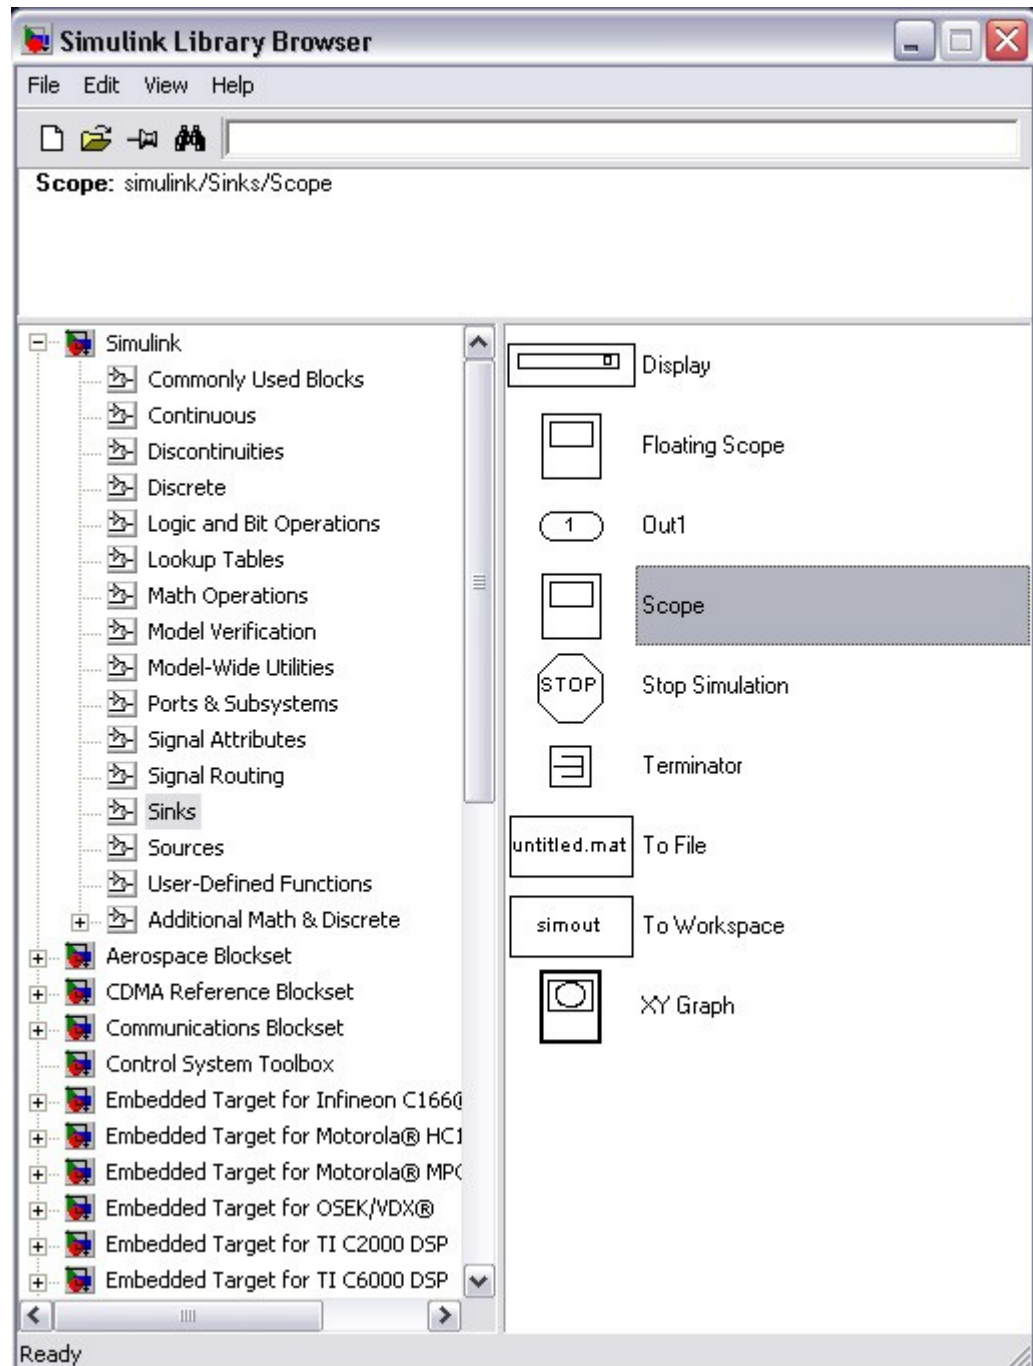 Simulink Library Browser
File Edit View Help
Scope: simulink/Sinks/Scope
Simulink
Commonly Used Blocks
Continuous
Discontinuities
Discrete
Logic and Bit Operations
Lookup Tables
Math Operations
Model Verification
Model-Wide Utilities
Ports & Subsystems
Signal Attributes
Signal Routing
Sinks
Sources
User-Defined Functions
Additional Math & Discrete
Aerospace Blockset
CDMA Reference Blockset
Communications Blockset
Control System Toolbox
Embedded Target for Infineon C166
Embedded Target for Motorola® HC1
Embedded Target for Motorola® MPC
Embedded Target for OSEK/VDX®
Embedded Target for TI C2000 DSP
Embedded Target for TI C6000 DSP
Display
Floating Scope
1 Out1
Scope
STOP Stop Simulation
Terminator
untitled.mat To File
simout To Workspace
XY Graph
Ready